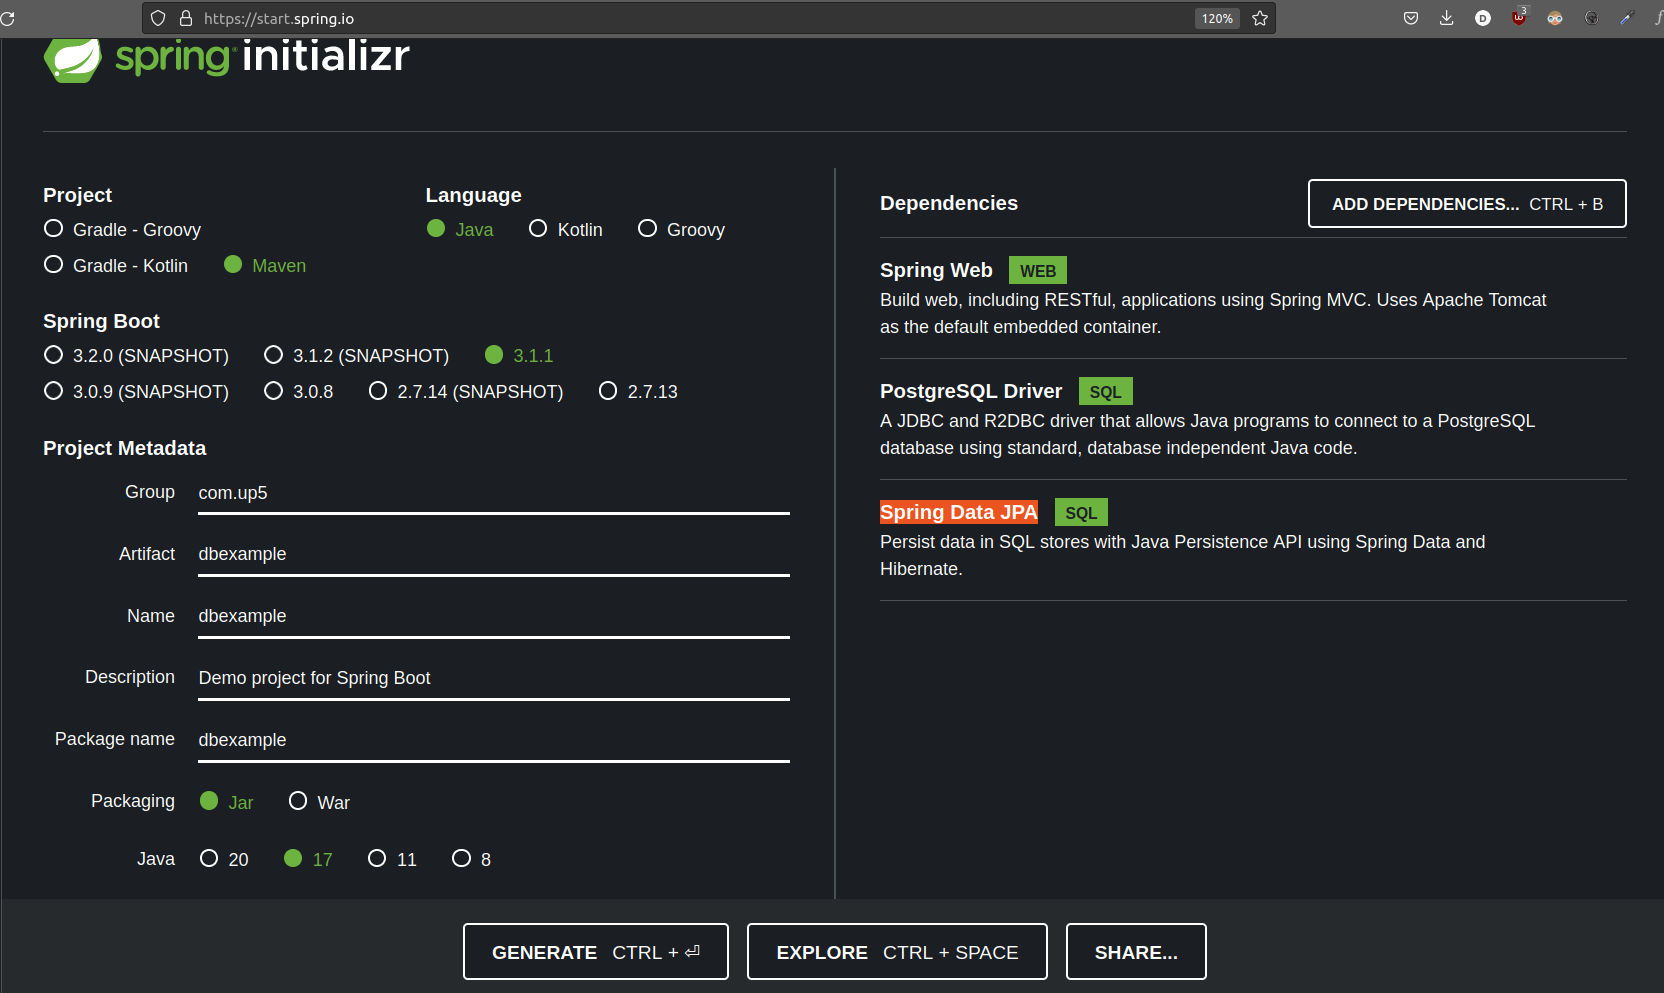 https://start.spring.io
120%
3
spring initializr
Project
Gradle - Groovy
Gradle - Kotlin Maven
Language
Java Kotlin Groovy
Spring Boot
3.2.0 (SNAPSHOT) 3.1.2 (SNAPSHOT) 3.1.1
3.0.9 (SNAPSHOT) 3.0.8 2.7.14 (SNAPSHOT) 2.7.13
Project Metadata
Group com.up5
Artifact dbexample
Name dbexample
Description Demo project for Spring Boot
Package name dbexample
Packaging Jar War
Java 20 17 11 8
Dependencies ADD DEPENDENCIES... CTRL + B
Spring Web WEB
Build web, including RESTful, applications using Spring MVC. Uses Apache Tomcat
as the default embedded container.
PostgreSQL Driver SQL
A JDBC and R2DBC driver that allows Java programs to connect to a PostgreSQL
database using standard, database independent Java code.
Spring Data JPA SQL
Persist data in SQL stores with Java Persistence API using Spring Data and
Hibernate.
GENERATE CTRL + ⏎ EXPLORE CTRL + SPACE SHARE...